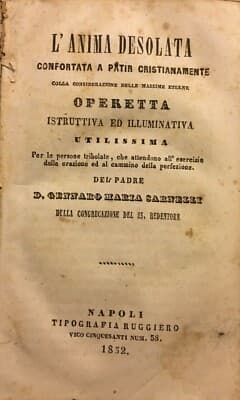 L'ANIMA DESOLATA
CONFORTATA A PATIR CRISTIANAMENTE
COLLA CONSIDERAZIONE DELLE MASSIME ETERNE
OPERETTA
ISTRUTTIVA ED ILLUMINATIVA
UTILISSIMA
Per le persone tribolate, che attendono all' esercizio
della orazione ed al cammino della perfezione.
DEL PADRE
D. GENNARO MARIA SARNELLI
DELLA CONGREGAZIONE DEL SS. REDENTORE
NAPOLI
TIPOGRAFIA RUGGIERO
VICO CINQUESANTI NUM. 58.
1852.